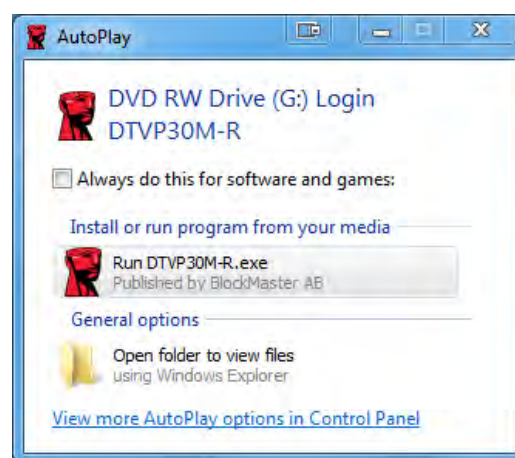 AutoPlay
DVD RW Drive (G:) Login
DTVP30M-R
Always do this for software and games:
Install or run program from your media
Run DTVP30M-R.exe
Published by BlockMaster AB
General options
Open folder to view files
using Windows Explorer
View more AutoPlay options in Control Panel